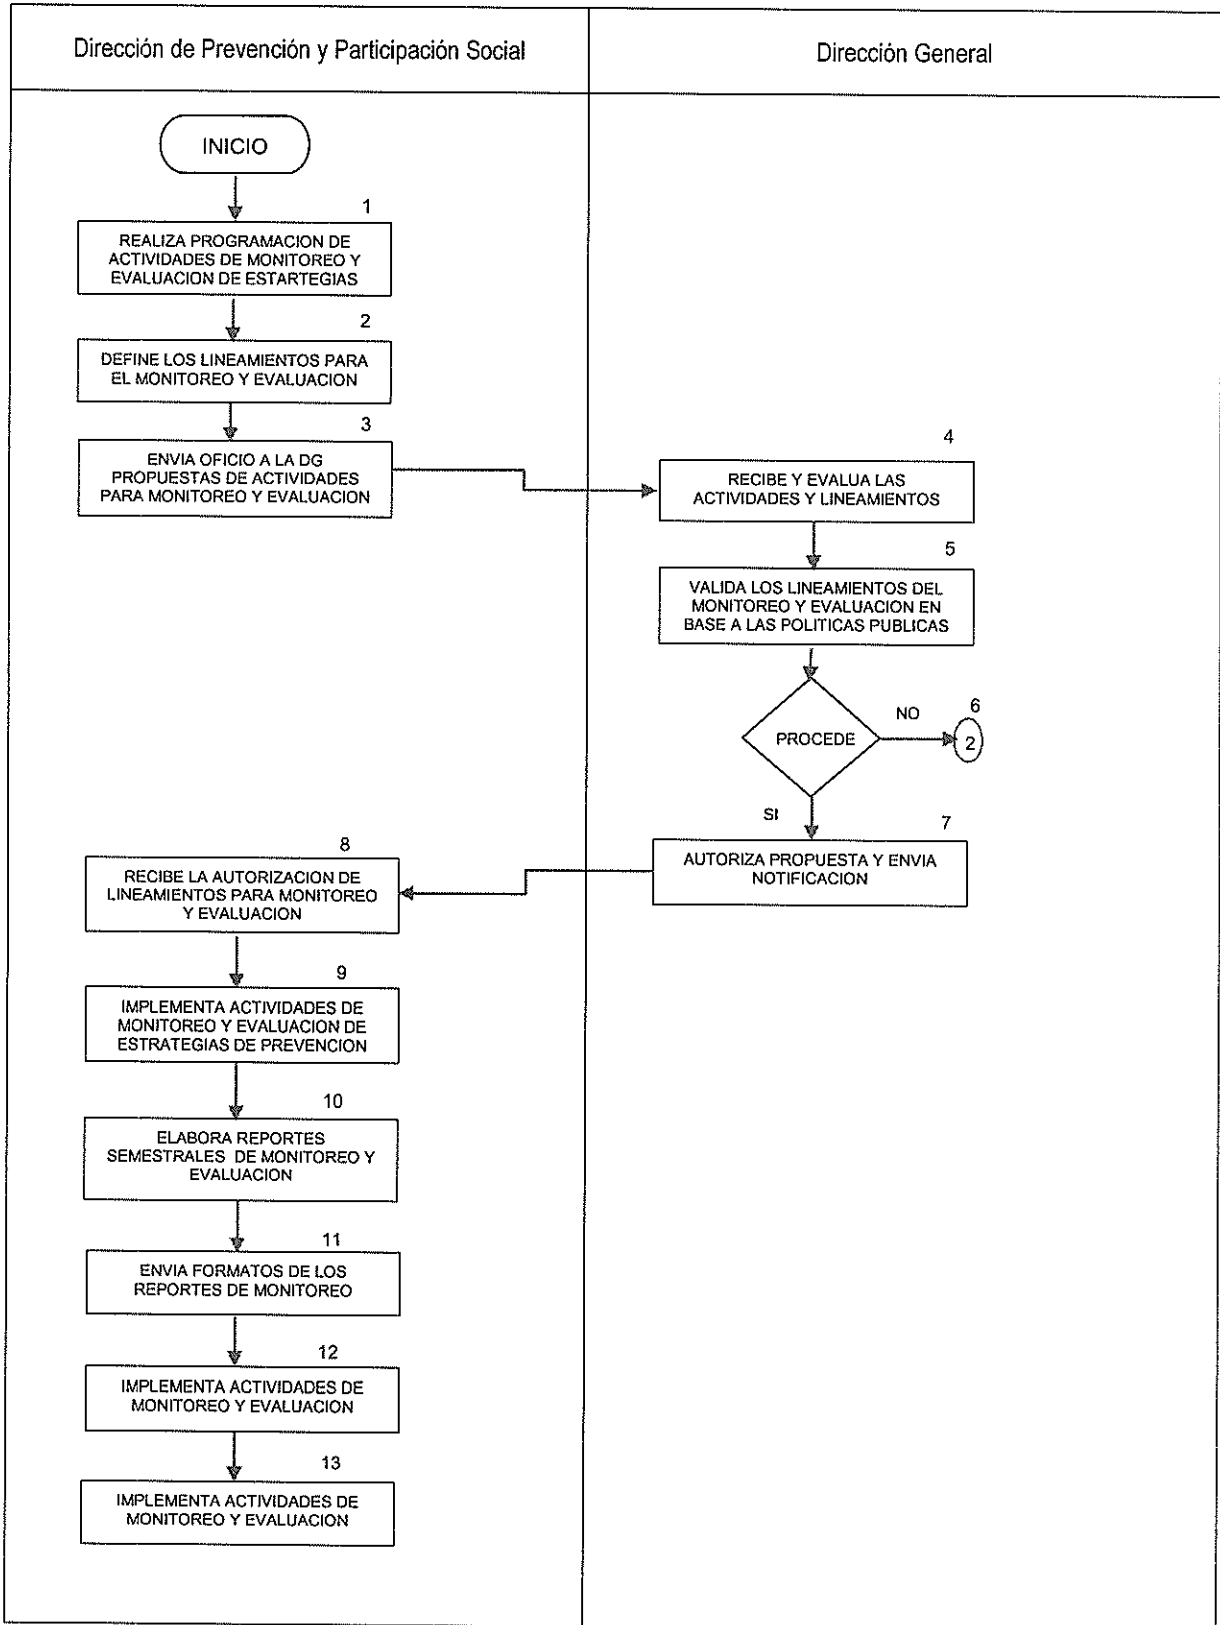 Dirección de Prevención y Participación Social
Dirección General
INICIO
1
REALIZA PROGRAMACION DE
ACTIVIDADES DE MONITOREO Y
EVALUACION DE ESTARTEGIAS
2
DEFINE LOS LINEAMIENTOS PARA
EL MONITOREO Y EVALUACION
3
ENVIA OFICIO A LA DG
PROPUESTAS DE ACTIVIDADES
PARA MONITOREO Y EVALUACION
4
RECIBE Y EVALUA LAS
ACTIVIDADES Y LINEAMIENTOS
5
VALIDA LOS LINEAMIENTOS DEL
MONITOREO Y EVALUACION EN
BASE A LAS POLITICAS PUBLICAS
PROCEDE
NO
6
2
SI
7
AUTORIZA PROPUESTA Y ENVIA
NOTIFICACION
8
RECIBE LA AUTORIZACION DE
LINEAMIENTOS PARA MONITOREO
Y EVALUACION
9
IMPLEMENTA ACTIVIDADES DE
MONITOREO Y EVALUACION DE
ESTRATEGIAS DE PREVENCION
10
ELABORA REPORTES
SEMESTRALES DE MONITOREO Y
EVALUACION
11
ENVIA FORMATOS DE LOS
REPORTES DE MONITOREO
12
IMPLEMENTA ACTIVIDADES DE
MONITOREO Y EVALUACION
13
IMPLEMENTA ACTIVIDADES DE
MONITOREO Y EVALUACION